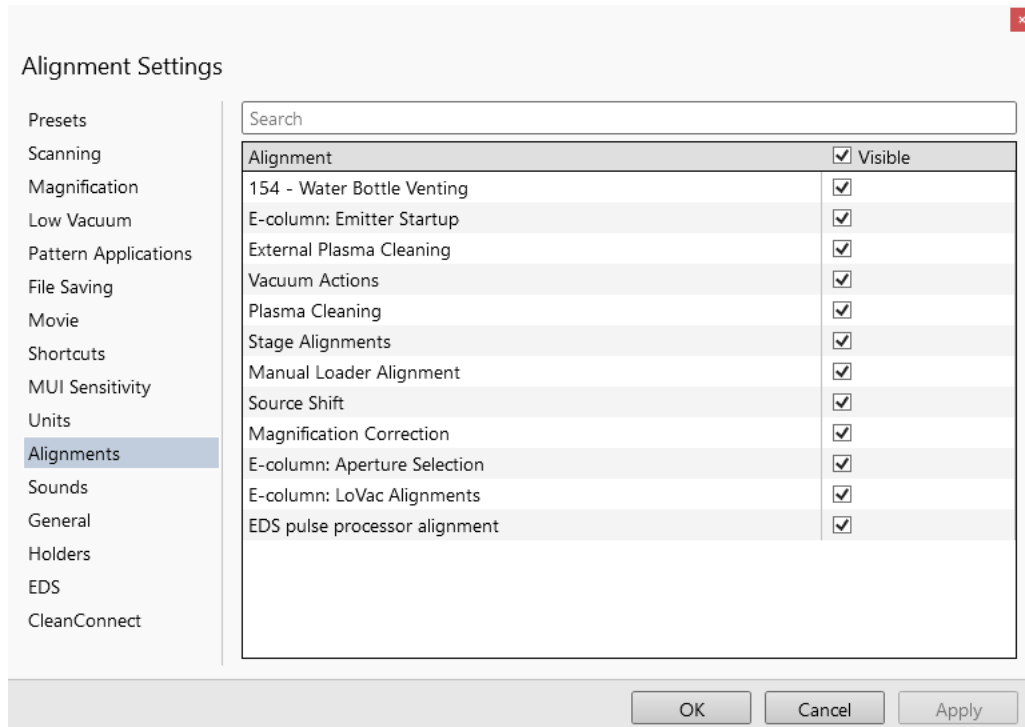 Alignment Settings
Presets
Scanning
Magnification
Low Vacuum
Pattern Applications
File Saving
Movie
Shortcuts
MUI Sensitivity
Units
Alignments
Sounds
General
Holders
EDS
CleanConnect
Search
Alignment Visible
154 - Water Bottle Venting
E-column: Emitter Startup
External Plasma Cleaning
Vacuum Actions
Plasma Cleaning
Stage Alignments
Manual Loader Alignment
Source Shift
Magnification Correction
E-column: Aperture Selection
E-column: LoVac Alignments
EDS pulse processor alignment
OK Cancel Apply